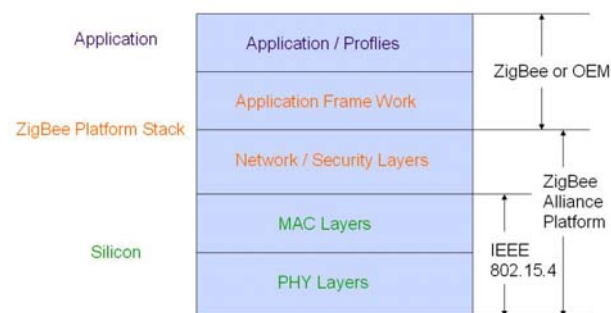 Application
Application / Proflies
ZigBee or OEM
Application Frame Work
ZigBee Platform Stack
Network / Security Layers
ZigBee
Alliance
Platform
MAC Layers
IEEE
802.15.4
Silicon
PHY Layers